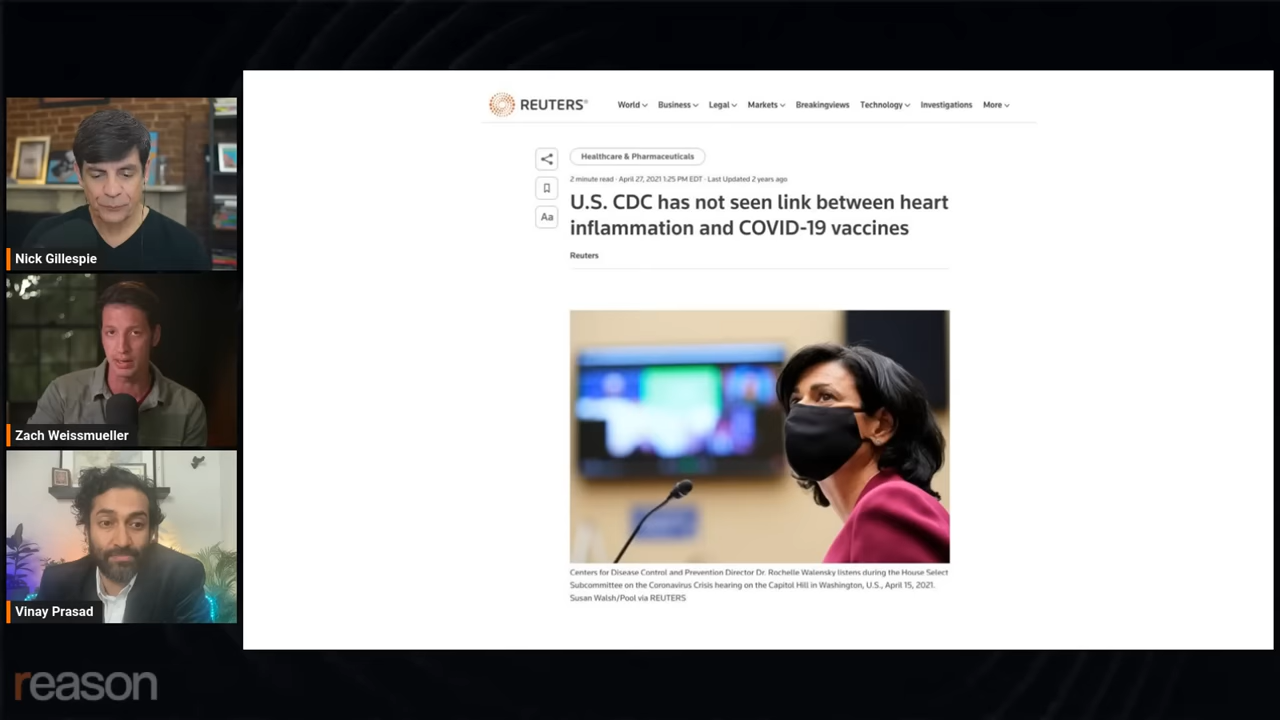 Nick Gillespie
Zach Weissmueller
Vinay Prasad
reason
REUTERS®
World Business Legal Markets Breakingviews Technology Investigations More
Healthcare & Pharmaceuticals
2 minute read · April 27, 2021 1:25 PM EDT · Last Updated 2 years ago
Aa
U.S. CDC has not seen link between heart
inflammation and COVID-19 vaccines
Reuters
Centers for Disease Control and Prevention Director Dr. Rochelle Walensky listens during the House Select
Subcommittee on the Coronavirus Crisis hearing on the Capitol Hill in Washington, U.S., April 15, 2021.
Susan Walsh/Pool via REUTERS